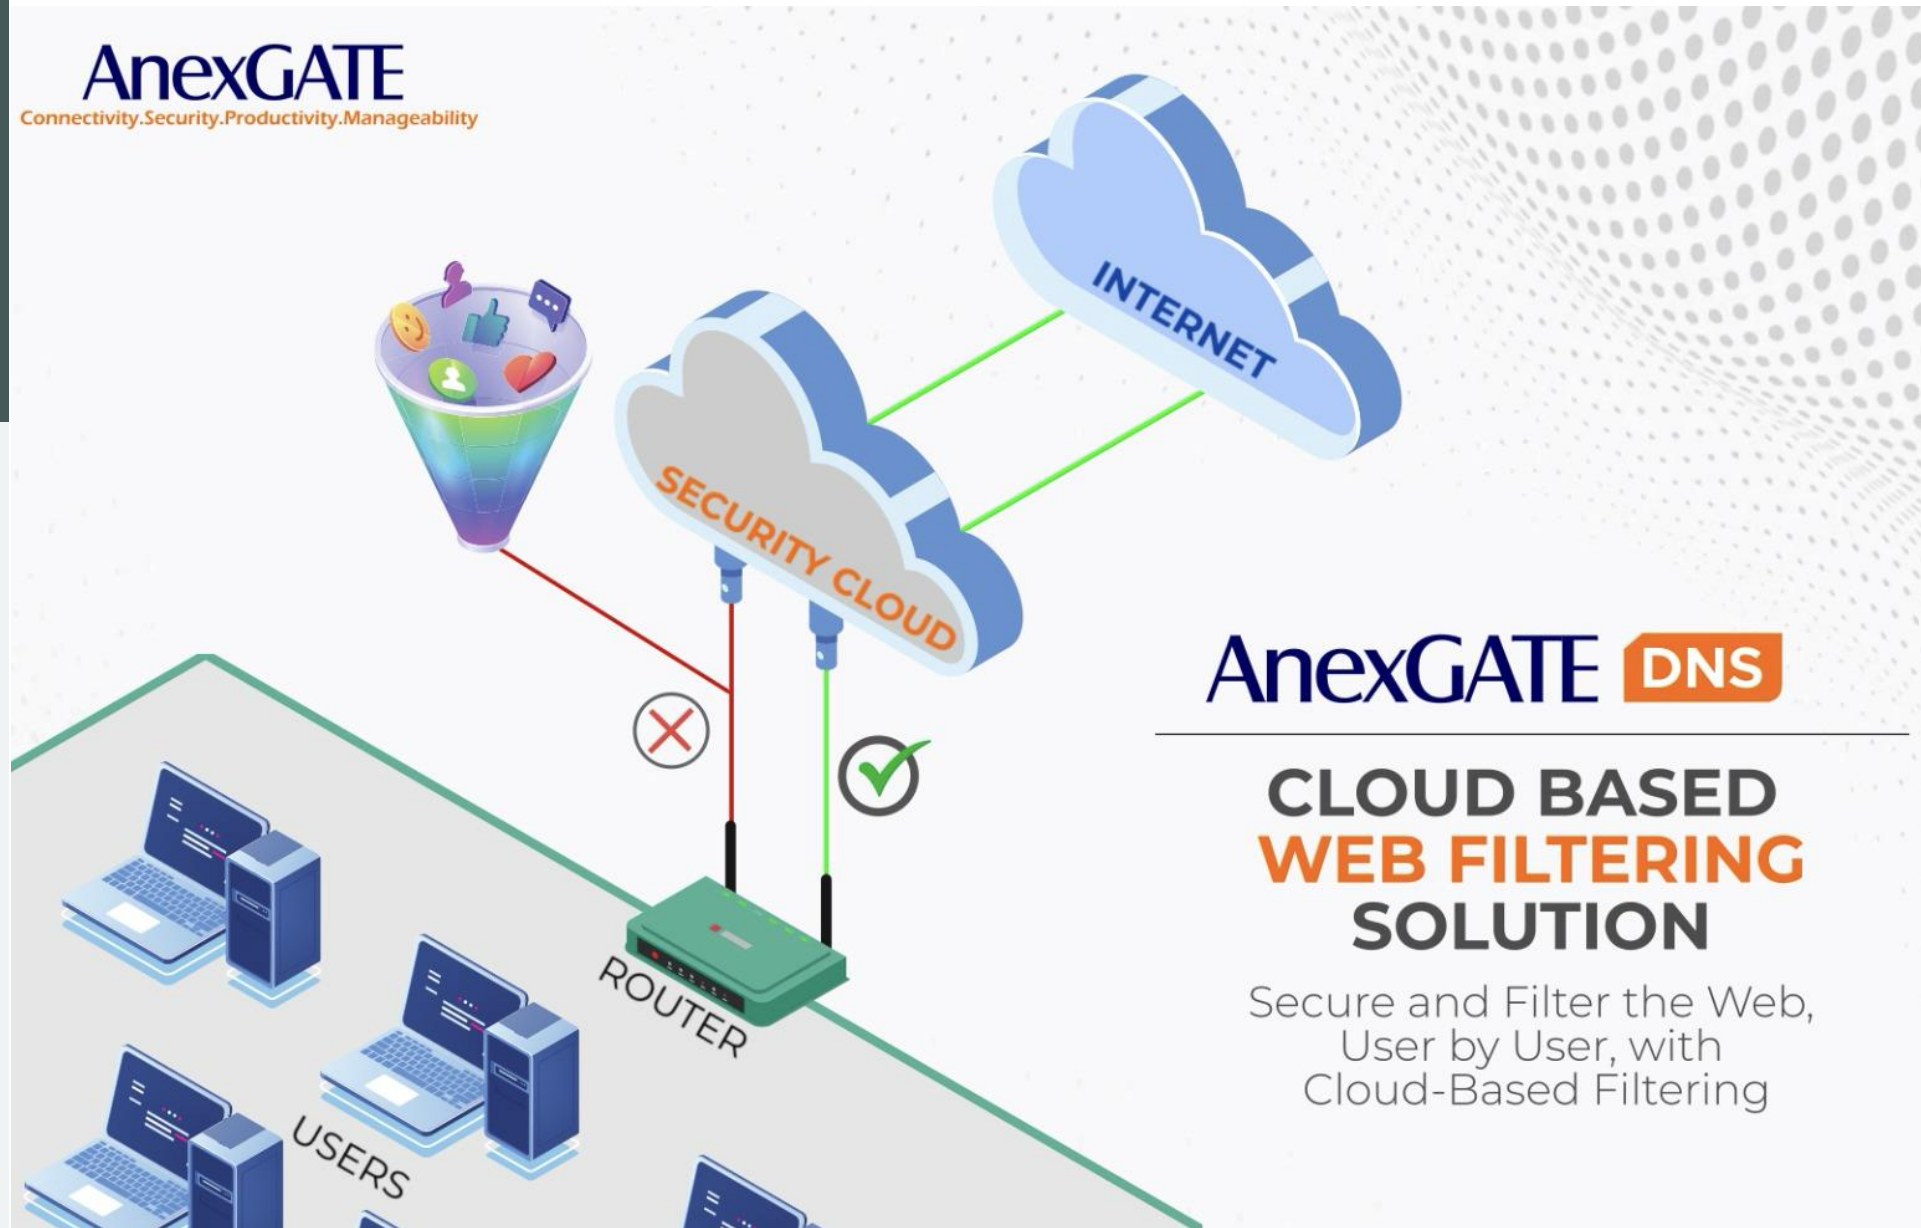 AnexGATE
Connectivity.Security.Productivity.Manageability
INTERNET
SECURITY CLOUD
ROUTER
USERS
AnexGATE DNS
CLOUD BASED
WEB FILTERING
SOLUTION
Secure and Filter the Web,
User by User, with
Cloud-Based Filtering